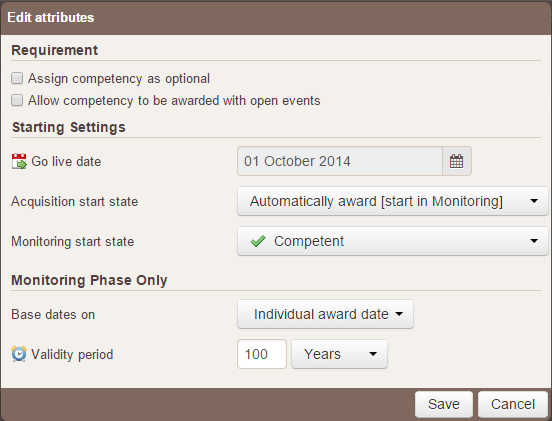 Edit attributes
Requirement
Assign competency as optional
Allow competency to be awarded with open events
Starting Settings
Go live date 01 October 2014
Acquisition start state Automatically award [start in Monitoring]
Monitoring start state Competent
Monitoring Phase Only
Base dates on Individual award date
Validity period 100 Years
Save Cancel